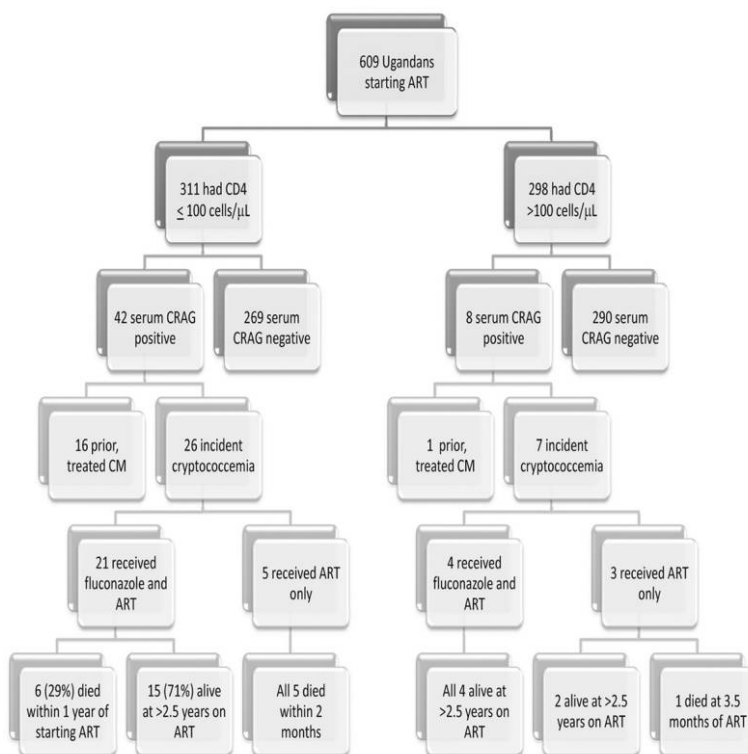 609 Ugandans
starting ART
311 had CD4
≤ 100 cells/μL
298 had CD4
>100 cells/μL
42 serum CRAG
positive
269 serum
CRAG negative
8 serum CRAG
positive
290 serum
CRAG negative
16 prior,
treated CM
26 incident
cryptococcemia
1 prior,
treated CM
7 incident
cryptococcemia
21 received
fluconazole and
ART
5 received ART
only
4 received
fluconazole and
ART
3 received ART
only
6 (29%) died
within 1 year of
starting ART
15 (71%) alive
at >2.5 years on
ART
All 5 died
within 2
months
All 4 alive at
>2.5 years on
ART
2 alive at >2.5
years on ART
1 died at 3.5
months of ART